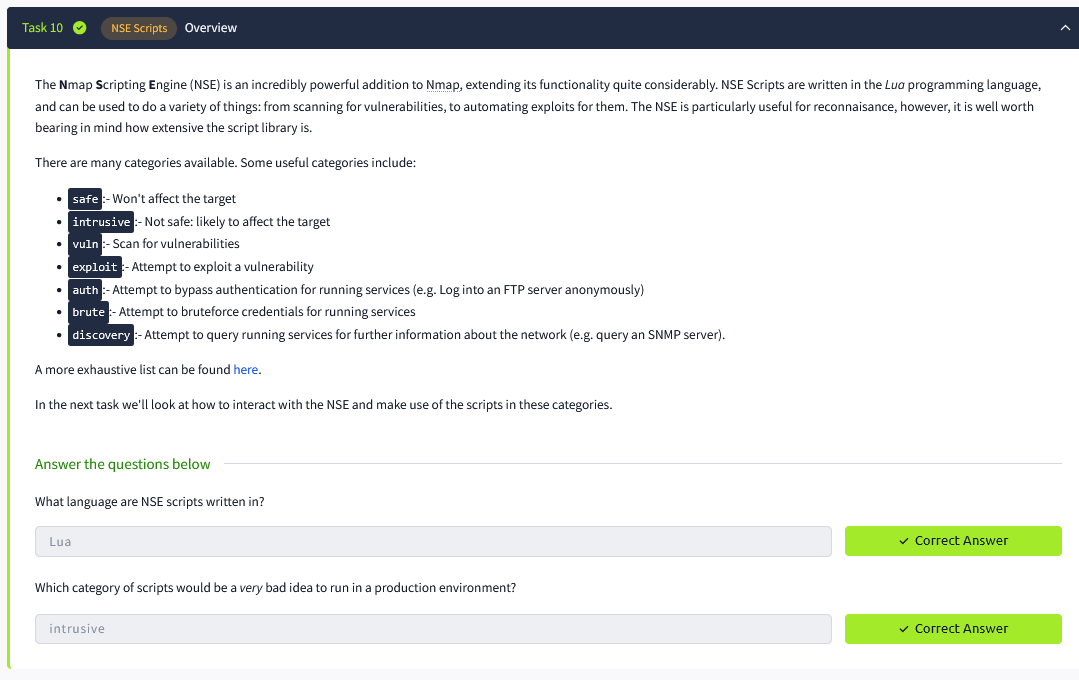 Task 10 NSE Scripts Overview
The Nmap Scripting Engine (NSE) is an incredibly powerful addition to Nmap, extending its functionality quite considerably. NSE Scripts are written in the Lua programming language,
and can be used to do a variety of things: from scanning for vulnerabilities, to automating exploits for them. The NSE is particularly useful for reconnaisance, however, it is well worth
bearing in mind how extensive the script library is.
There are many categories available. Some useful categories include:
• safe:- Won't affect the target
• intrusive:- Not safe: likely to affect the target
• vuln:- Scan for vulnerabilities
• exploit:- Attempt to exploit a vulnerability
• auth:- Attempt to bypass authentication for running services (e.g. Log into an FTP server anonymously)
• brute:- Attempt to bruteforce credentials for running services
• discovery:- Attempt to query running services for further information about the network (e.g. query an SNMP server).
A more exhaustive list can be found here.
In the next task we'll look at how to interact with the NSE and make use of the scripts in these categories.
Answer the questions below
What language are NSE scripts written in?
Lua
✓ Correct Answer
Which category of scripts would be a very bad idea to run in a production environment?
intrusive
✓ Correct Answer